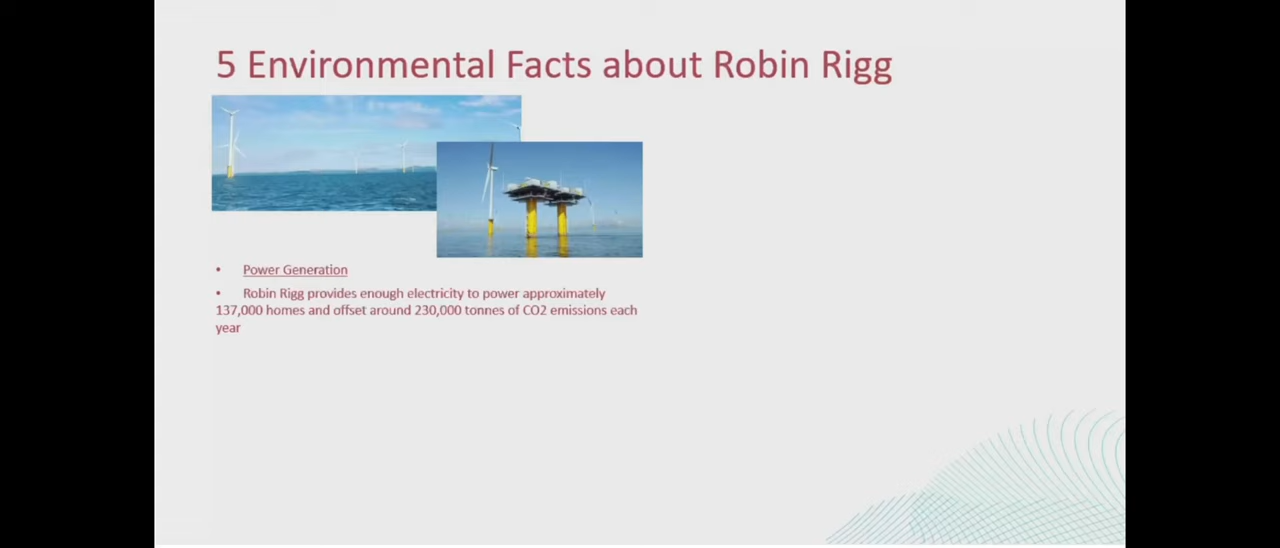 5 Environmental Facts about Robin Rigg
• Power Generation
• Robin Rigg provides enough electricity to power approximately
137,000 homes and offset around 230,000 tonnes of CO2 emissions each
year